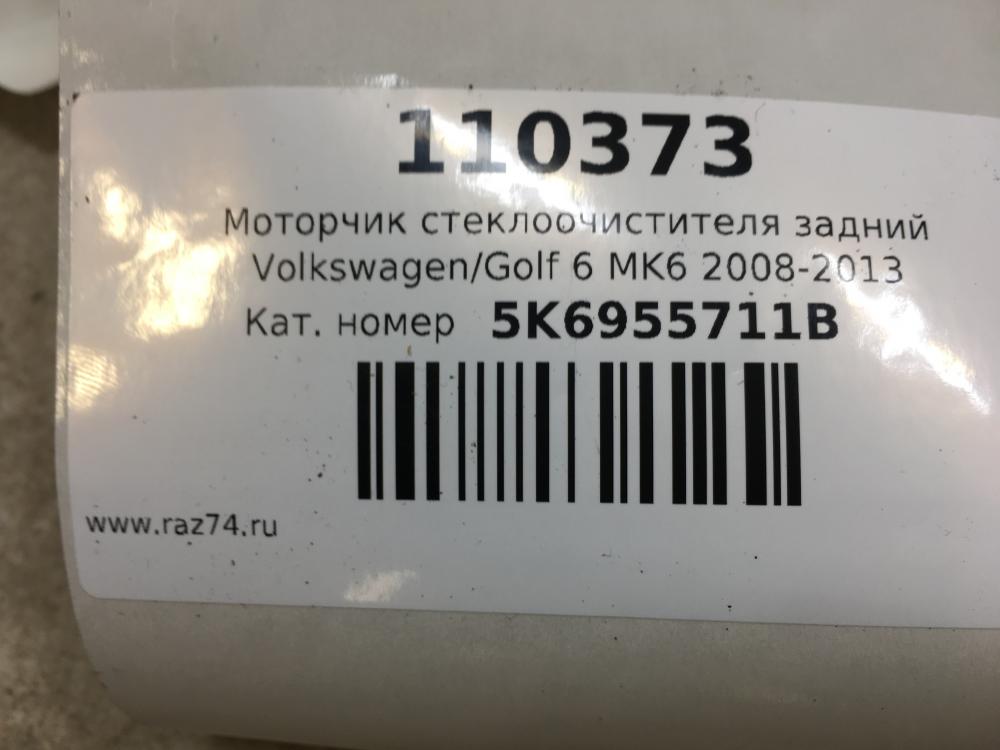 110373
Моторчик стеклоочистителя задний
Volkswagen/Golf 6 MK6 2008-2013
Кат. номер 5K6955711B
www.raz74.ru